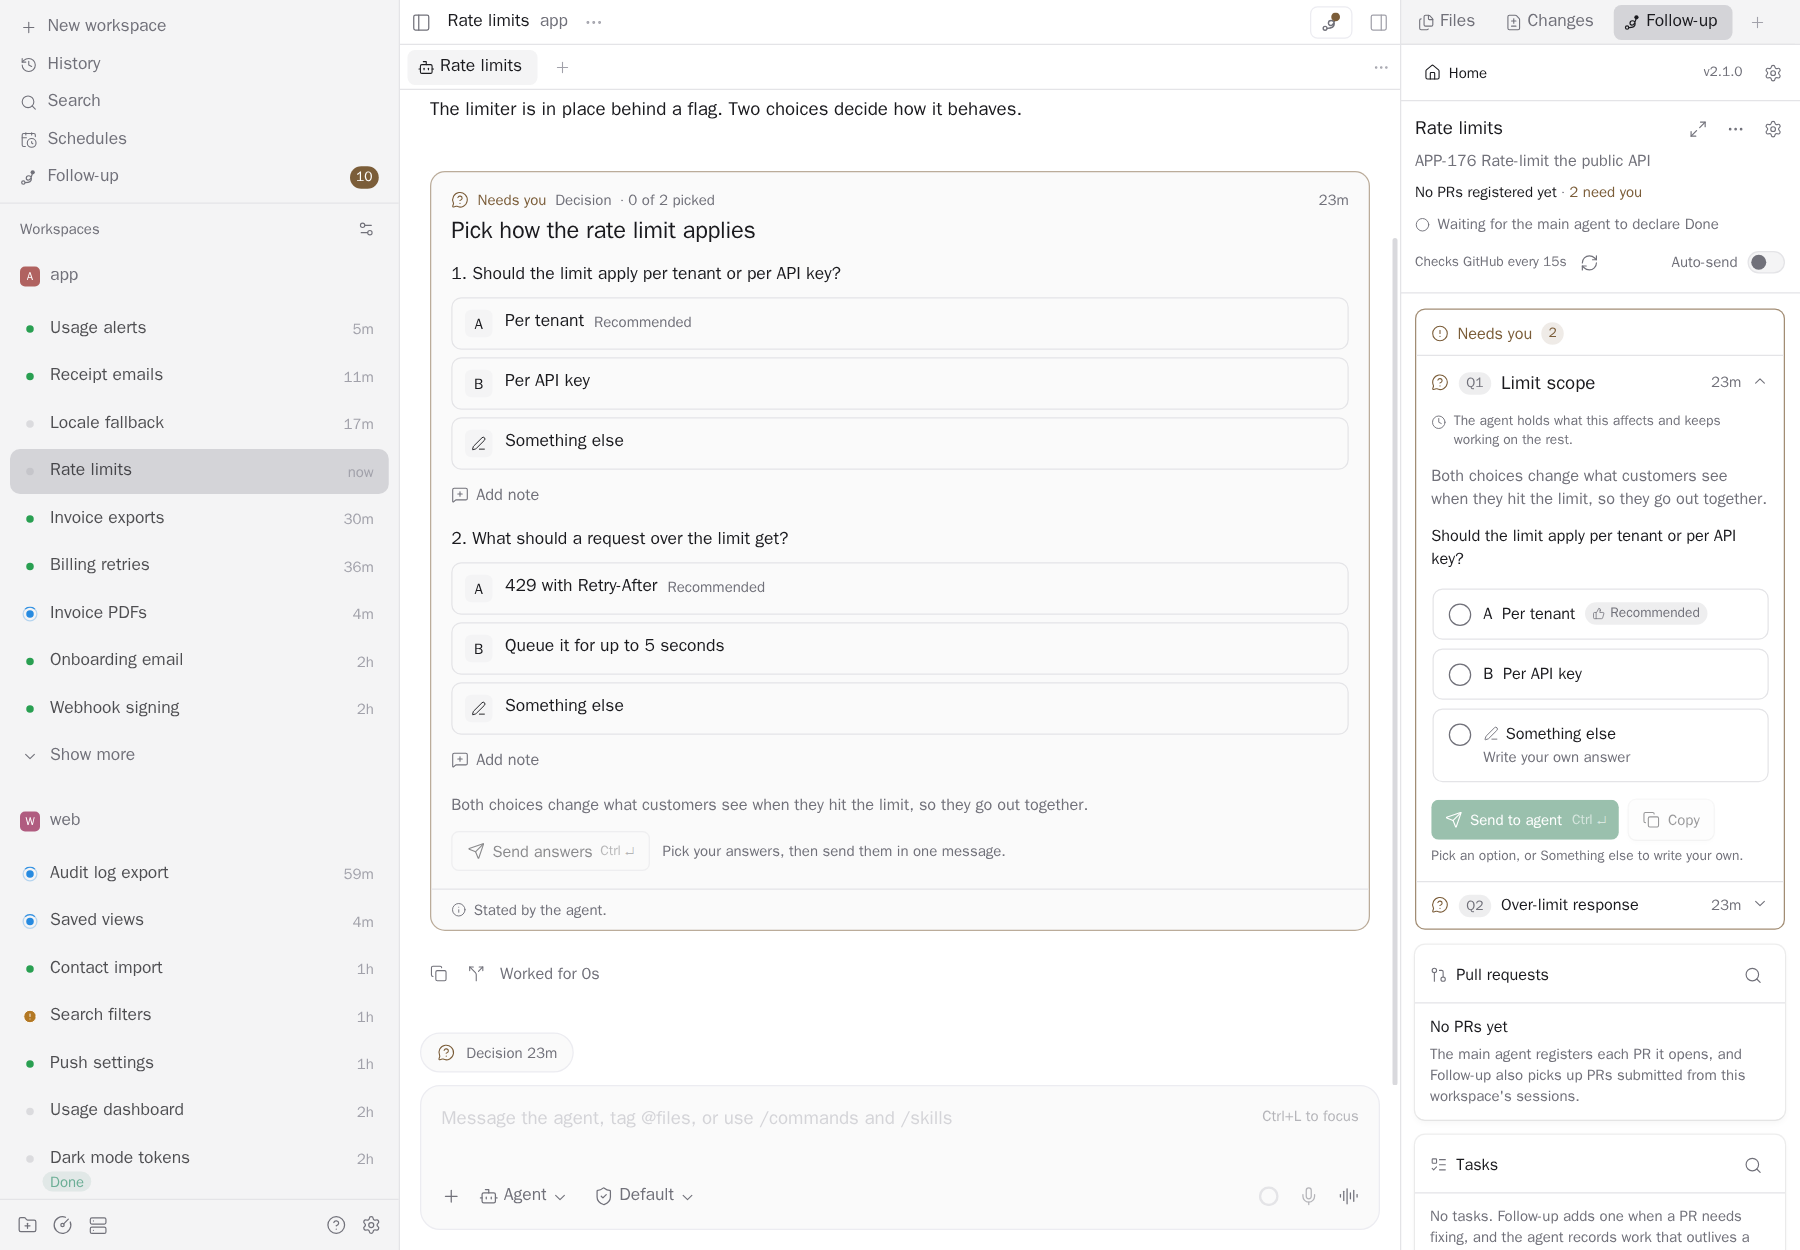 New workspace
History
Search
Schedules
Follow-up 10
Workspaces
A app
Usage alerts 5m
Receipt emails 11m
Locale fallback 17m
Rate limits now
Invoice exports 30m
Billing retries 36m
Invoice PDFs 4m
Onboarding email 2h
Webhook signing 2h
Show more
W web
Audit log export 59m
Saved views 4m
Contact import 1h
Search filters 1h
Push settings 1h
Usage dashboard 2h
Dark mode tokens 2h
Done
Rate limits app
Rate limits
The limiter is in place behind a flag. Two choices decide how it behaves.
Needs you Decision · 0 of 2 picked 23m
Pick how the rate limit applies
1. Should the limit apply per tenant or per API key?
A Per tenant Recommended
B Per API key
Something else
Add note
2. What should a request over the limit get?
A 429 with Retry-After Recommended
B Queue it for up to 5 seconds
Something else
Add note
Both choices change what customers see when they hit the limit, so they go out together.
Send answers Ctrl ↵ Pick your answers, then send them in one message.
Stated by the agent.
Worked for 0s
Decision 23m
Message the agent, tag @files, or use /commands and /skills Ctrl+L to focus
Agent Default
Files Changes Follow-up
Home v2.1.0
Rate limits
APP-176 Rate-limit the public API
No PRs registered yet · 2 need you
Waiting for the main agent to declare Done
Checks GitHub every 15s Auto-send
Needs you 2
Q1 Limit scope 23m
The agent holds what this affects and keeps
working on the rest.
Both choices change what customers see
when they hit the limit, so they go out together.
Should the limit apply per tenant or per API
key?
A Per tenant Recommended
B Per API key
Something else
Write your own answer
Send to agent Ctrl ↵ Copy
Pick an option, or Something else to write your own.
Q2 Over-limit response 23m
Pull requests
No PRs yet
The main agent registers each PR it opens, and
Follow-up also picks up PRs submitted from this
workspace's sessions.
Tasks
No tasks. Follow-up adds one when a PR needs
fixing, and the agent records work that outlives a